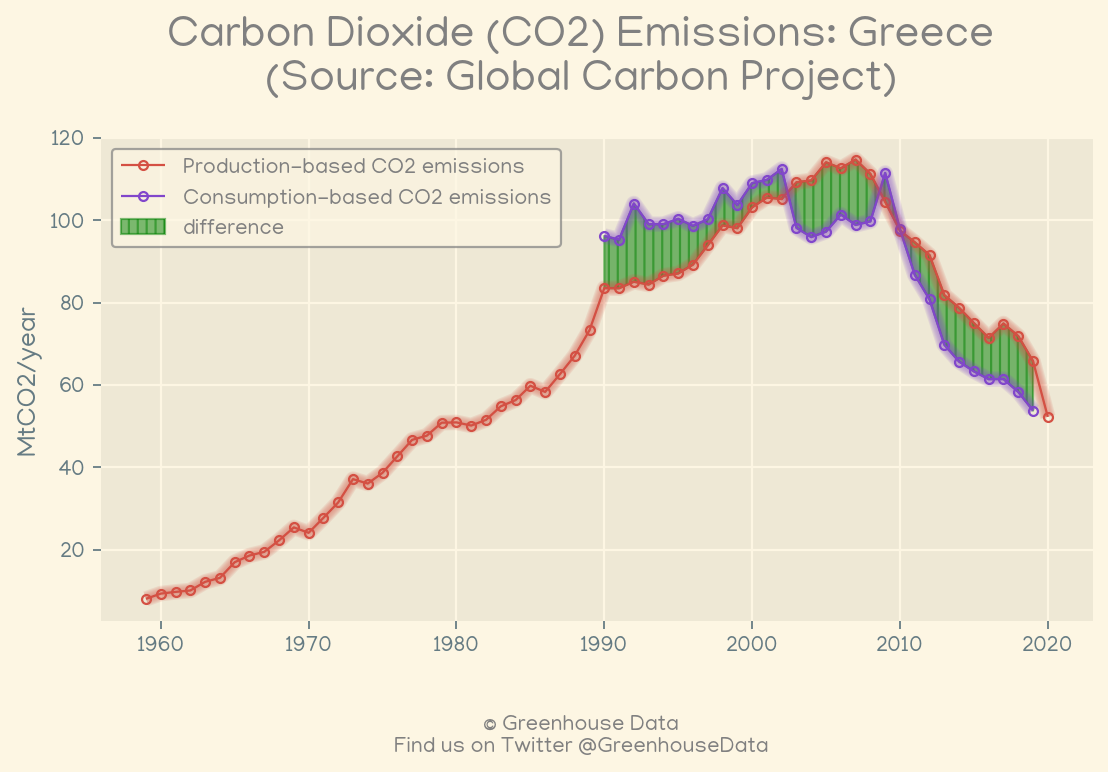 Carbon Dioxide (CO2) Emissions: Greece
(Source: Global Carbon Project)
120
100
80
60
40
20
MtCO2/year
Production-based CO2 emissions
Consumption-based CO2 emissions
difference
1960
1970
1980
1990
2000
2010
2020
© Greenhouse Data
Find us on Twitter @GreenhouseData